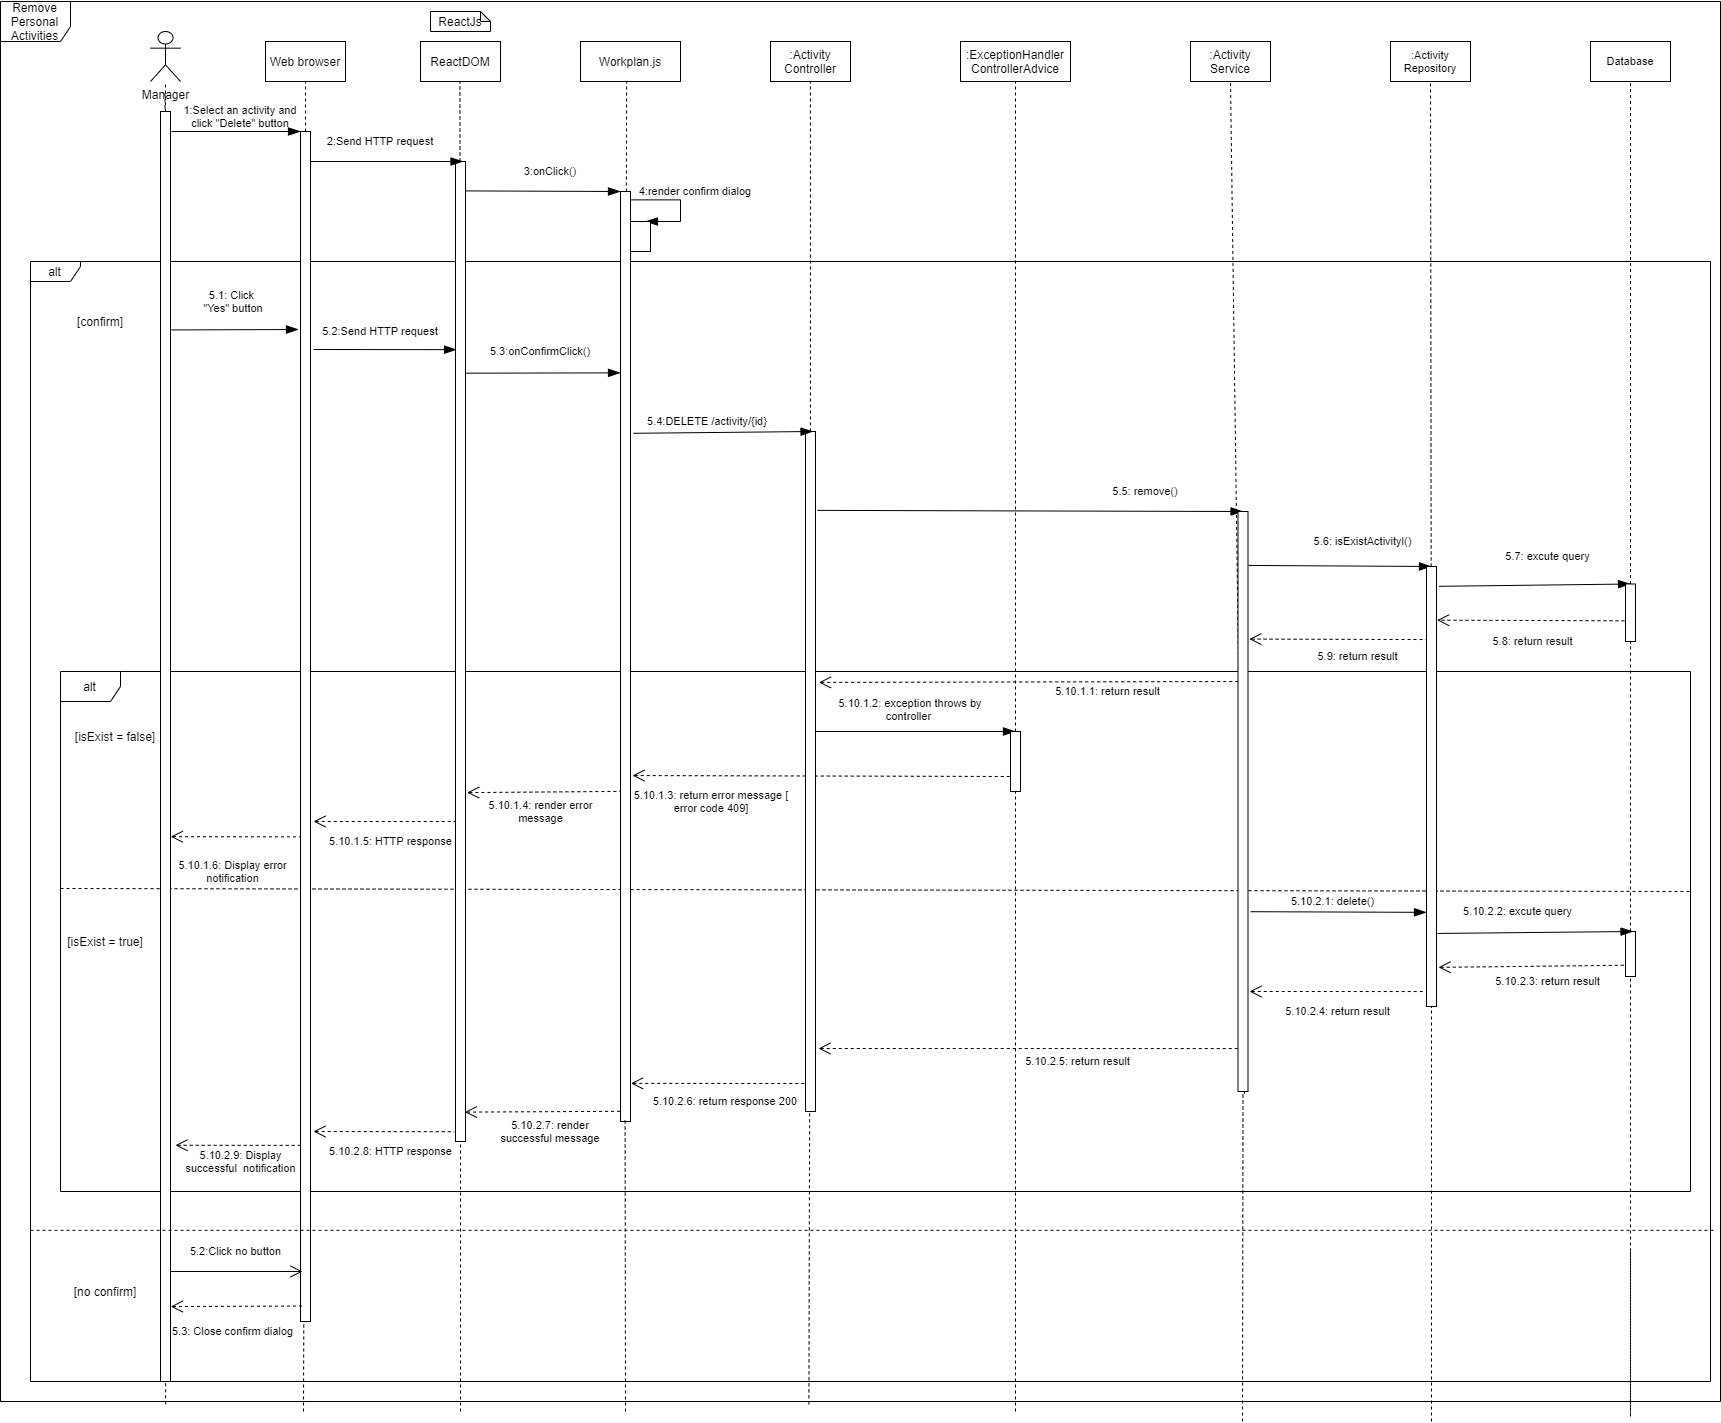 Remove
Personal
Activities
ReactJs
Web browser
ReactDOM
Workplan.js
:Activity
Controller
:ExceptionHandler
ControllerAdvice
:Activity
Service
:Activity
Repository
Database
Manager
1:Select an activity and
click "Delete" button
2:Send HTTP request
3:onClick()
4:render confirm dialog
alt
5.1: Click
"Yes" button
[confirm]
5.2:Send HTTP request
5.3:onConfirmClick()
5.4:DELETE /activity/{id}
5.5: remove()
5.6: isExistActivityI()
5.7: excute query
5.8: return result
5.9: return result
alt
5.10.1.1: return result
5.10.1.2: exception throws by
controller
[isExist = false]
5.10.1.3: return error message [
error code 409]
5.10.1.4: render error
message
5.10.1.5: HTTP response
5.10.1.6: Display error
notification
5.10.2.1: delete()
5.10.2.2: excute query
[isExist = true]
5.10.2.3: return result
5.10.2.4: return result
5.10.2.5: return result
5.10.2.6: return response 200
5.10.2.7: render
successful message
5.10.2.8: HTTP response
5.10.2.9: Display
successful  notification
5.2:Click no button
[no confirm]
5.3: Close confirm dialog